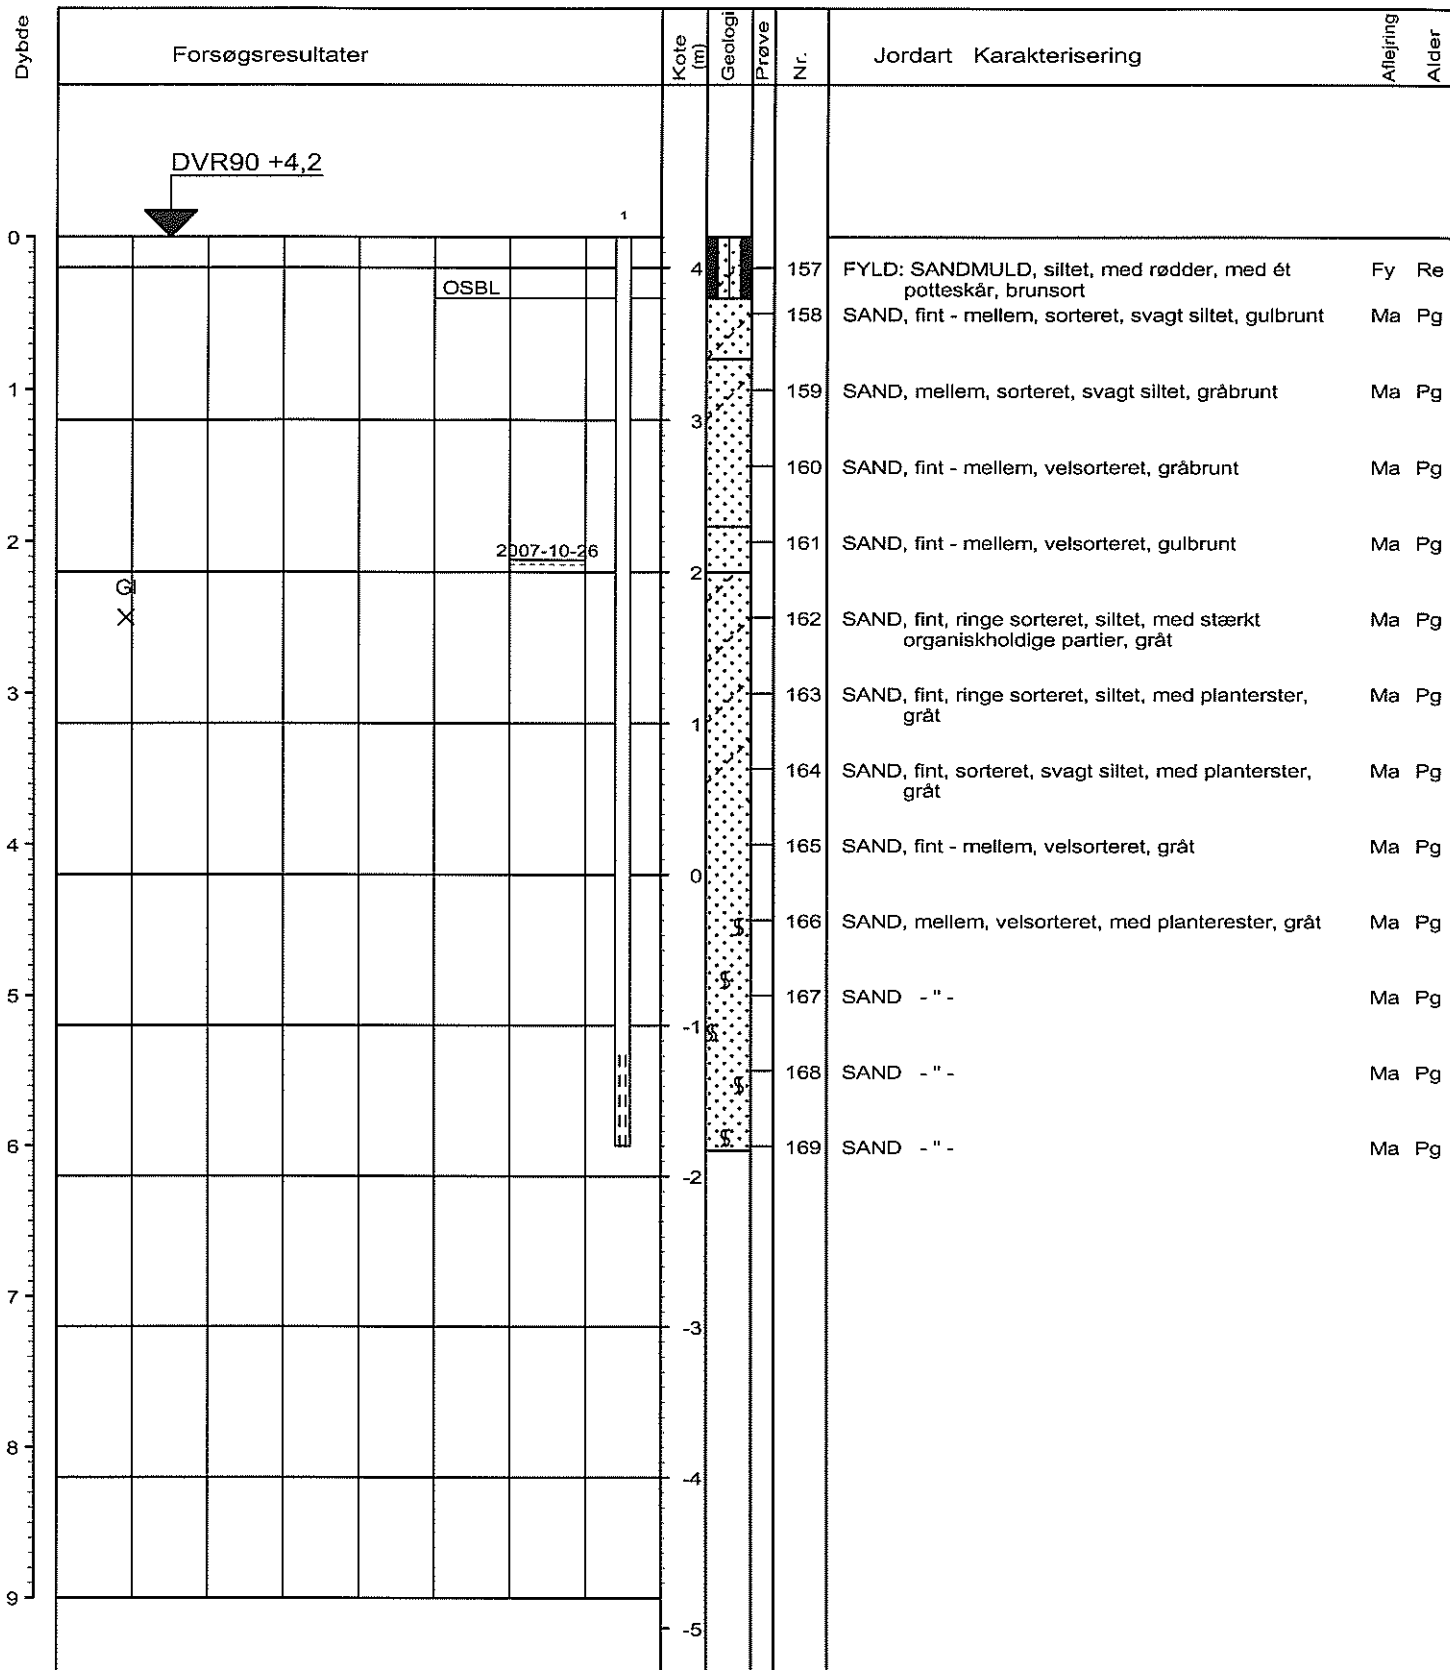 Dybde
Forsøgsresultater
Kote (m)
Geologi
Prøve
Nr.
Jordart Karakterisering
Aflejring
Alder
DVR90 +4,2
1
0
4
157 FYLD: SANDMULD, siltet, med rødder, med ét Fy Re
potteskår, brunsort
OSBL
158 SAND, fint - mellem, sorteret, svagt siltet, gulbrunt Ma Pg
1
159 SAND, mellem, sorteret, svagt siltet, gråbrunt Ma Pg
3
160 SAND, fint - mellem, velsorteret, gråbrunt Ma Pg
2
2007-10-26
161 SAND, fint - mellem, velsorteret, gulbrunt Ma Pg
2
Gl
162 SAND, fint, ringe sorteret, siltet, med stærkt Ma Pg
organiskholdige partier, gråt
3
163 SAND, fint, ringe sorteret, siltet, med planterster, Ma Pg
gråt
1
164 SAND, fint, sorteret, svagt siltet, med planterster, Ma Pg
gråt
4
165 SAND, fint - mellem, velsorteret, gråt Ma Pg
0
166 SAND, mellem, velsorteret, med planterester, gråt Ma Pg
5
167 SAND - " - Ma Pg
-1
168 SAND - " - Ma Pg
6
169 SAND - " - Ma Pg
-2
7
-3
8
-4
9
-5